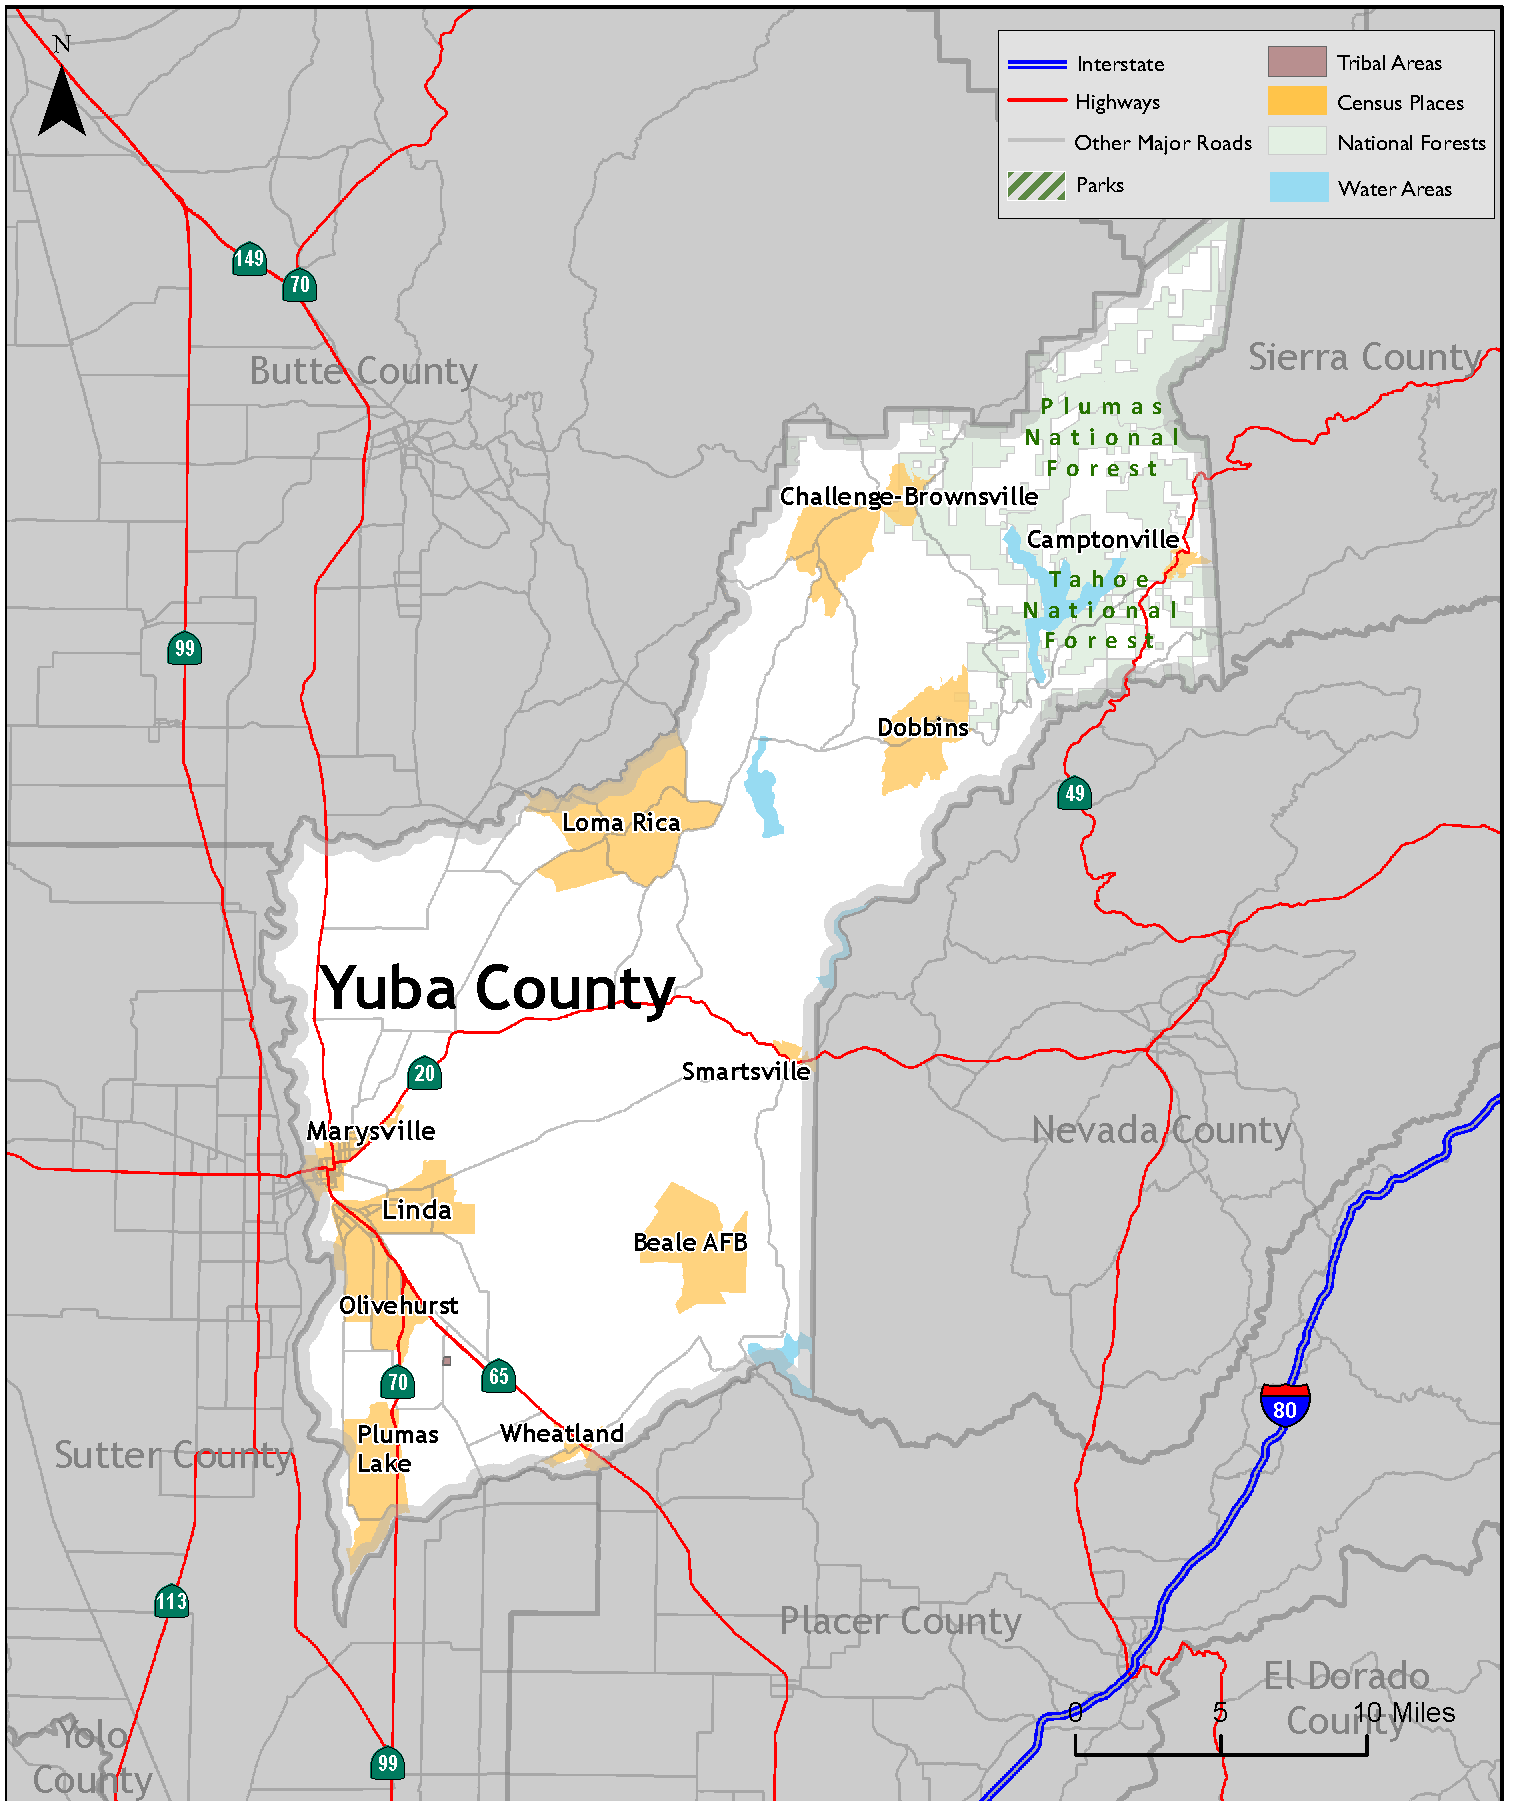 N
Interstate
Highways
Other Major Roads
Parks
Tribal Areas
Census Places
National Forests
Water Areas
149
70
Butte County
Sierra County
Plumas
National
Forest
Challenge-Brownsville
Camptonville
Tahoe
National
Forest
99
Dobbins
49
Loma Rica
Yuba County
20
Smartsville
Marysville
Nevada County
Linda
Beale AFB
Olivehurst
70
65
80
Plumas
Lake
Wheatland
Sutter County
113
Placer County
El Dorado
County
0 5 10 Miles
Yolo
County
99